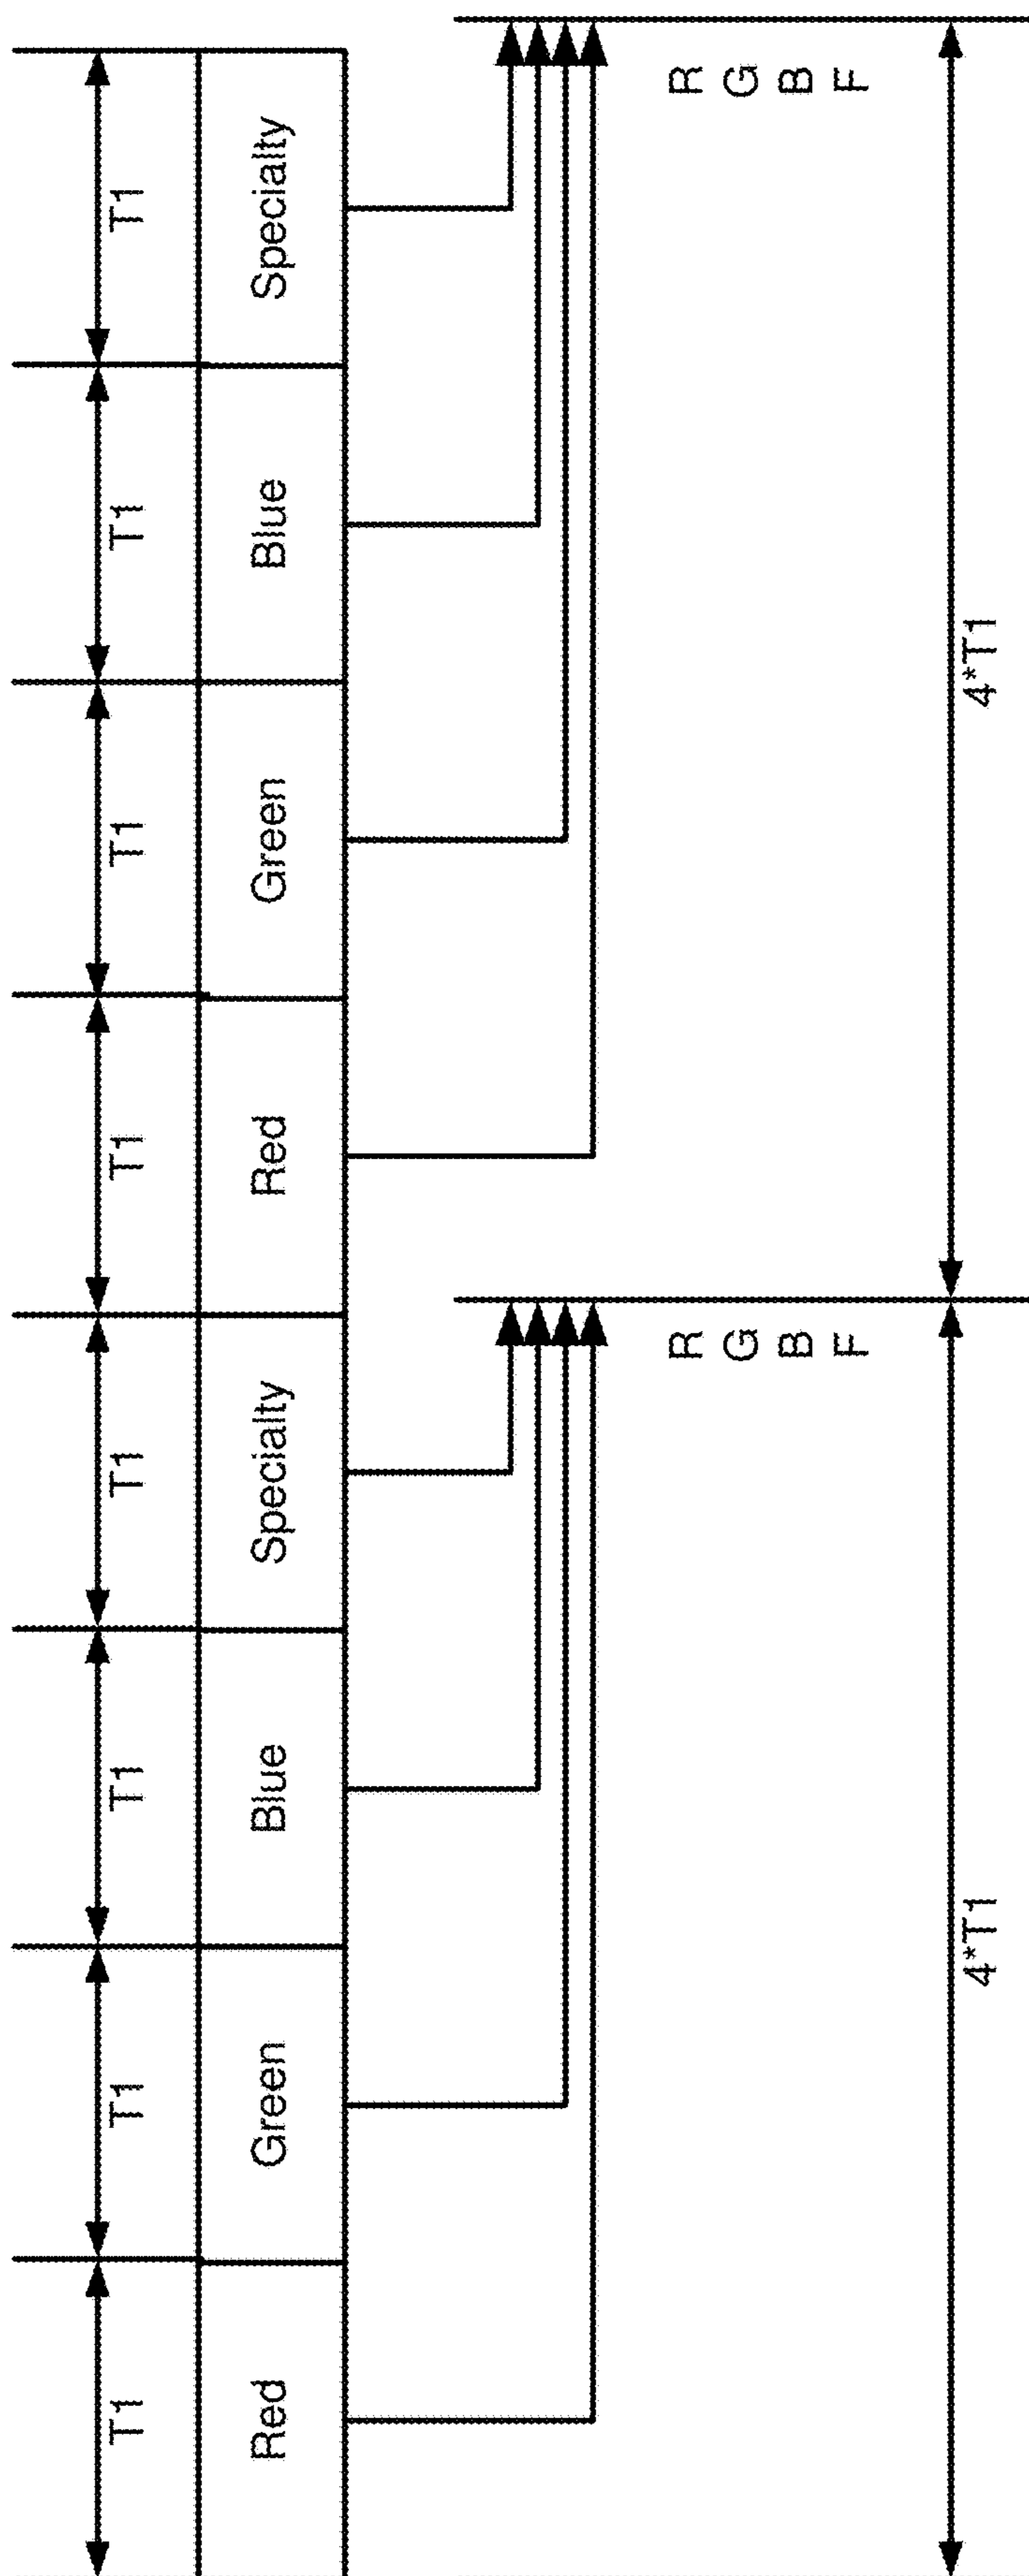 T1 T1 T1 T1 T1 T1 T1 T1
Red Green Blue Specialty Red Green Blue Specialty
R R
G G
B B
F F
4*T1 4*T1